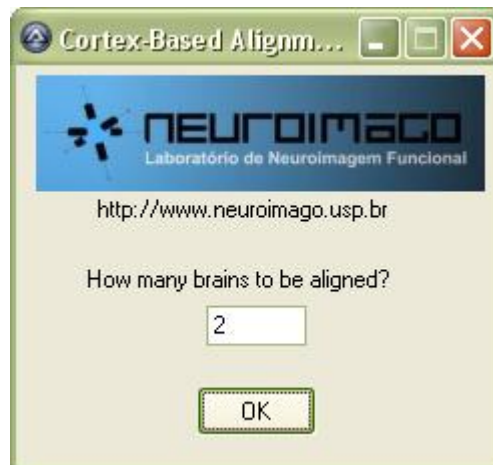 Cortex-Based Alignm...
NEUROIMAGO
Laboratório de Neuroimagem Funcional
http://www.neuroimago.usp.br
How many brains to be aligned?
2
OK